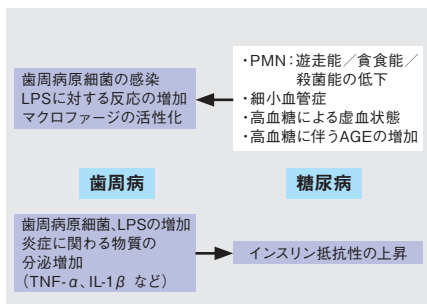 歯周病原細菌の感染
LPSに対する反応の増加
マクロファージの活性化
・PMN：遊走能／貪食能／
殺菌能の低下
・細小血管症
・高血糖による虚血状態
・高血糖に伴うAGEの増加
歯周病
糖尿病
歯周病原細菌、LPSの増加
炎症に関わる物質の
分泌増加
（TNF-α、IL-1β など）
インスリン抵抗性の上昇